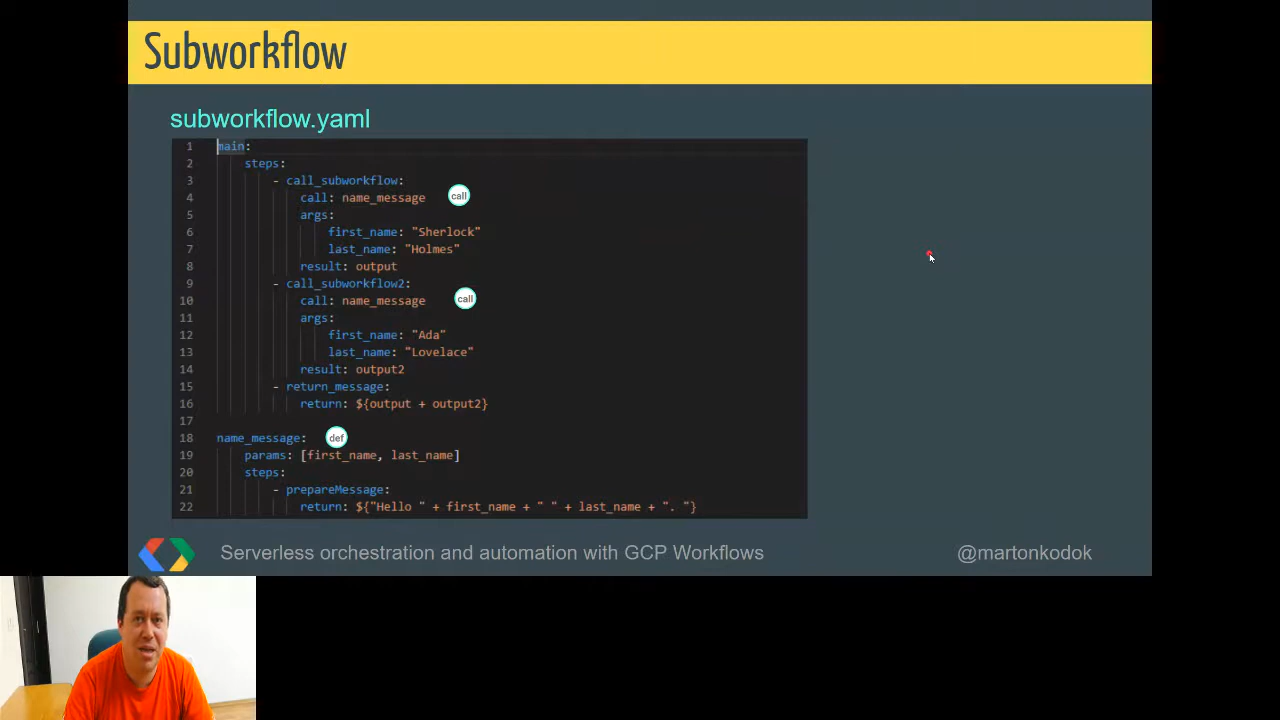 Subworkflow
subworkflow.yaml
1 main:
2 steps:
3 - call_subworkflow:
4 call: name_message call
5 args:
6 first_name: "Sherlock"
7 last_name: "Holmes"
8 result: output
9 - call_subworkflow2:
10 call: name_message call
11 args:
12 first_name: "Ada"
13 last_name: "Lovelace"
14 result: output2
15 - return_message:
16 return: ${output + output2}
17
18 name_message: def
19 params: [first_name, last_name]
20 steps:
21 - prepareMessage:
22 return: ${"Hello " + first_name + " " + last_name + ". "}
Serverless orchestration and automation with GCP Workflows
@martonkodok